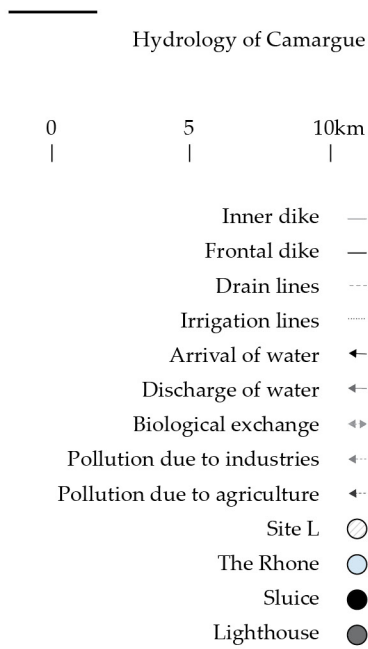 Hydrology of Camargue
0 5 10km
Inner dike
Frontal dike
Drain lines
Irrigation lines
Arrival of water
Discharge of water
Biological exchange
Pollution due to industries
Pollution due to agriculture
Site L
The Rhone
Sluice
Lighthouse